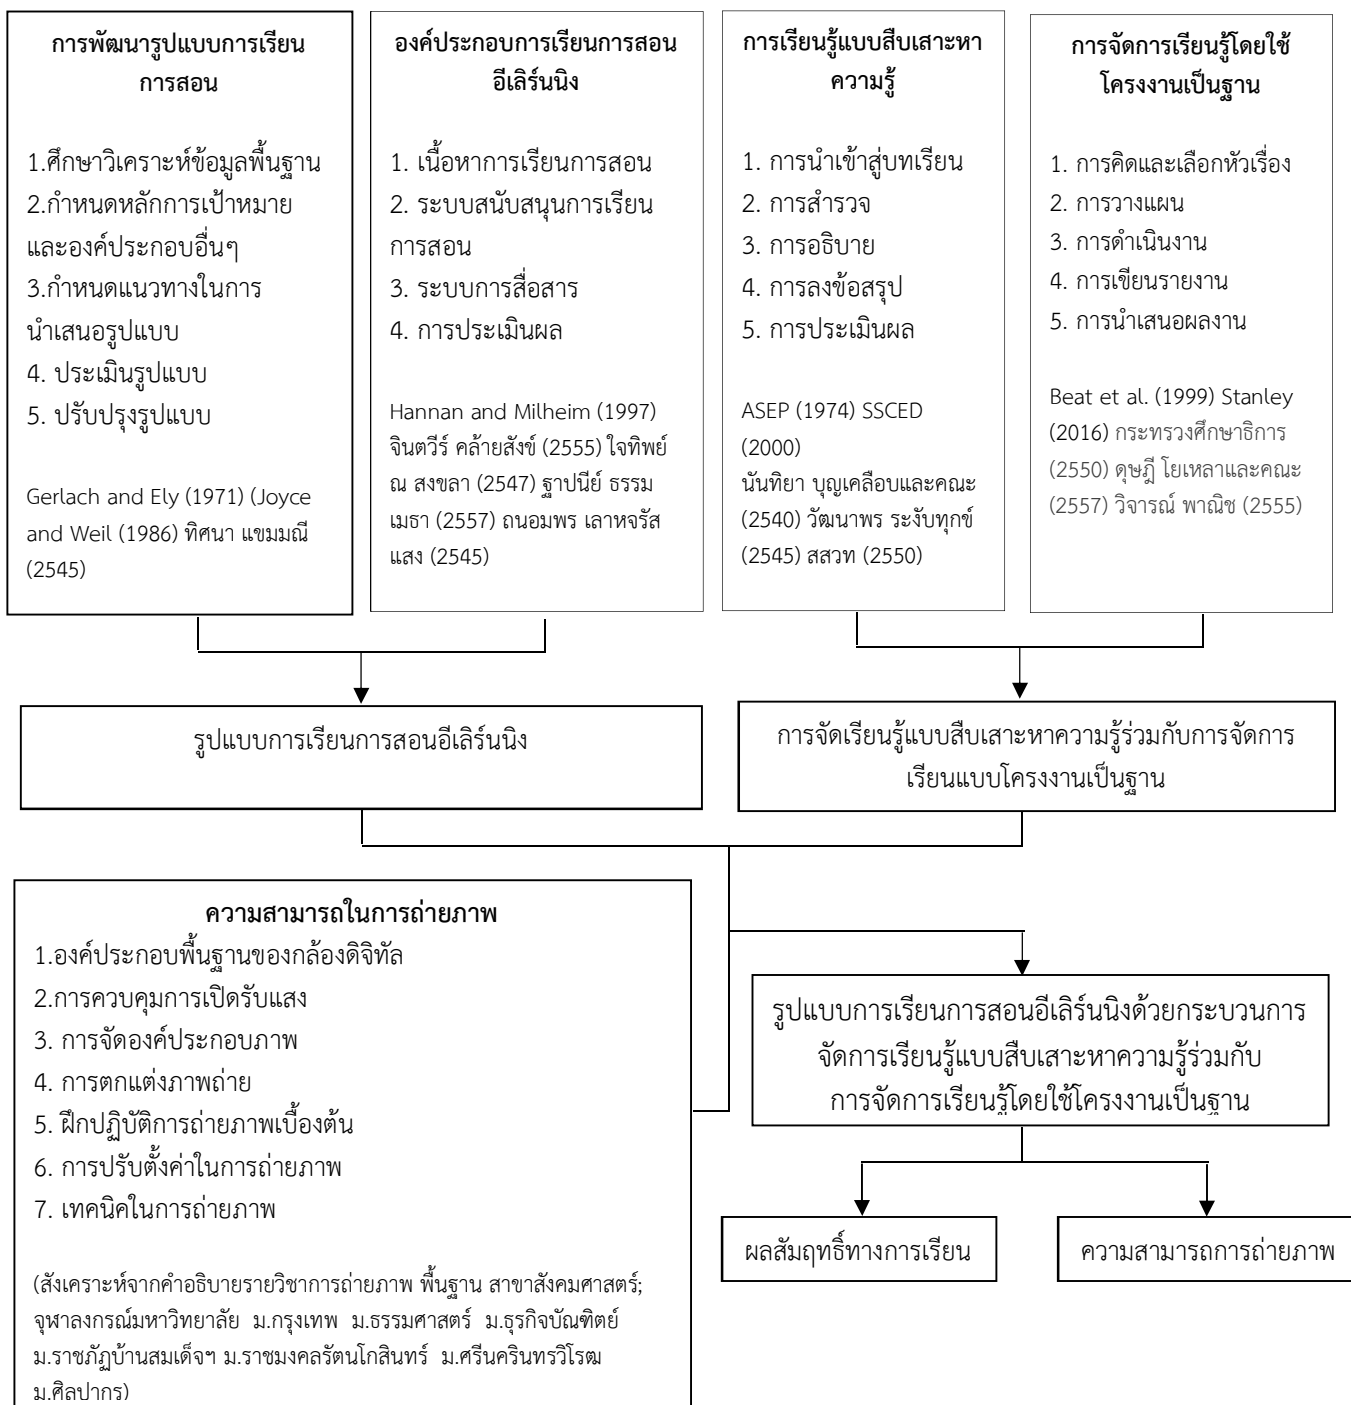 การพัฒนารูปแบบการเรียน
การสอน
1.ศึกษาวิเคราะห์ข้อมูลพื้นฐาน
2.กำหนดหลักการเป้าหมาย
และองค์ประกอบอื่นๆ
3.กำหนดแนวทางในการ
นำเสนอรูปแบบ
4. ประเมินรูปแบบ
5. ปรับปรุงรูปแบบ
Gerlach and Ely (1971) (Joyce
and Weil (1986) ทิศนา แขมมณี
(2545)
องค์ประกอบการเรียนการสอน
อีเลิร์นนิง
1. เนื้อหาการเรียนการสอน
2. ระบบสนับสนุนการเรียน
การสอน
3. ระบบการสื่อสาร
4. การประเมินผล
Hannan and Milheim (1997)
จินตวีร์ คล้ายสังข์ (2555) ใจทิพย์
ณ สงขลา (2547) ฐาปนีย์ ธรรม
เมธา (2557) ถนอมพร เลาหจรัส
แสง (2545)
การเรียนรู้แบบสืบเสาะหา
ความรู้
1. การนำเข้าสู่บทเรียน
2. การสำรวจ
3. การอธิบาย
4. การลงข้อสรุป
5. การประเมินผล
ASEP (1974) SSCED
(2000)
นันทิยา บุญเคลือบและคณะ
(2540) วัฒนาพร ระงับทุกข์
(2545) สสวท (2550)
การจัดการเรียนรู้โดยใช้
โครงงานเป็นฐาน
1. การคิดและเลือกหัวเรื่อง
2. การวางแผน
3. การดำเนินงาน
4. การเขียนรายงาน
5. การนำเสนอผลงาน
Beat et al. (1999) Stanley
(2016) กระทรวงศึกษาธิการ
(2550) ดุษฎี โยเหลาและคณะ
(2557) วิจารณ์ พาณิช (2555)
รูปแบบการเรียนการสอนอีเลิร์นนิง
การจัดเรียนรู้แบบสืบเสาะหาความรู้ร่วมกับการจัดการ
เรียนแบบโครงงานเป็นฐาน
ความสามารถในการถ่ายภาพ
1.องค์ประกอบพื้นฐานของกล้องดิจิทัล
2.การควบคุมการเปิดรับแสง
3. การจัดองค์ประกอบภาพ
4. การตกแต่งภาพถ่าย
5. ฝึกปฏิบัติการถ่ายภาพเบื้องต้น
6. การปรับตั้งค่าในการถ่ายภาพ
7. เทคนิคในการถ่ายภาพ
(สังเคราะห์จากคำอธิบายรายวิชาการถ่ายภาพ พื้นฐาน สาขาสังคมศาสตร์;
จุฬาลงกรณ์มหาวิทยาลัย ม.กรุงเทพ ม.ธรรมศาสตร์ ม.ธุรกิจบัณฑิตย์
ม.ราชภัฏบ้านสมเด็จฯ ม.ราชมงคลรัตนโกสินทร์ ม.ศรีนครินทรวิโรฒ
ม.ศิลปากร)
รูปแบบการเรียนการสอนอีเลิร์นนิงด้วยกระบวนการ
จัดการเรียนรู้แบบสืบเสาะหาความรู้ร่วมกับ
การจัดการเรียนรู้โดยใช้โครงงานเป็นฐาน
ผลสัมฤทธิ์ทางการเรียน
ความสามารถการถ่ายภาพ